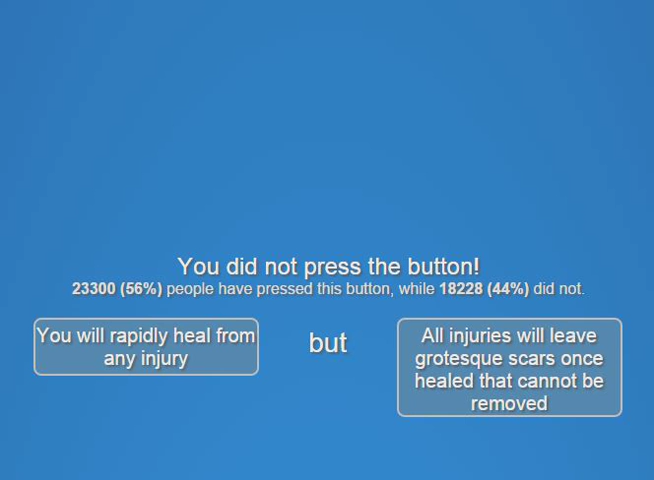 You did not press the button!
23300 (56%) people have pressed this button, while 18228 (44%) did not.
You will rapidly heal from
any injury
but
All injuries will leave
grotesque scars once
healed that cannot be
removed